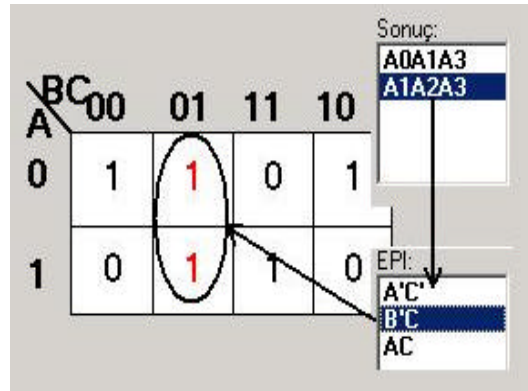 Sonuç:
A0A1A3
A1A2A3
BC
A
00 01 11 10
0 1 1 0 1
1 0 1 1 0
EPI:
A'C'
B'C
AC